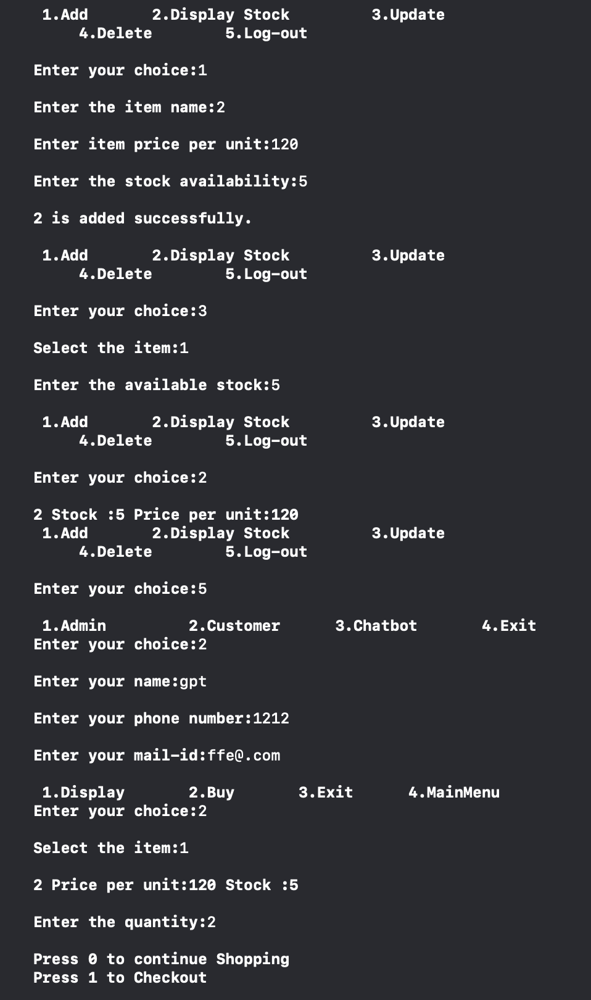 1.Add 2.Display Stock 3.Update
4.Delete 5.Log-out
Enter your choice:1
Enter the item name:2
Enter item price per unit:120
Enter the stock availability:5
2 is added successfully.
1.Add 2.Display Stock 3.Update
4.Delete 5.Log-out
Enter your choice:3
Select the item:1
Enter the available stock:5
1.Add 2.Display Stock 3.Update
4.Delete 5.Log-out
Enter your choice:2
2 Stock :5 Price per unit:120
1.Add 2.Display Stock 3.Update
4.Delete 5.Log-out
Enter your choice:5
1.Admin 2.Customer 3.Chatbot 4.Exit
Enter your choice:2
Enter your name:gpt
Enter your phone number:1212
Enter your mail-id:ffe@.com
1.Display 2.Buy 3.Exit 4.MainMenu
Enter your choice:2
Select the item:1
2 Price per unit:120 Stock :5
Enter the quantity:2
Press 0 to continue Shopping
Press 1 to Checkout